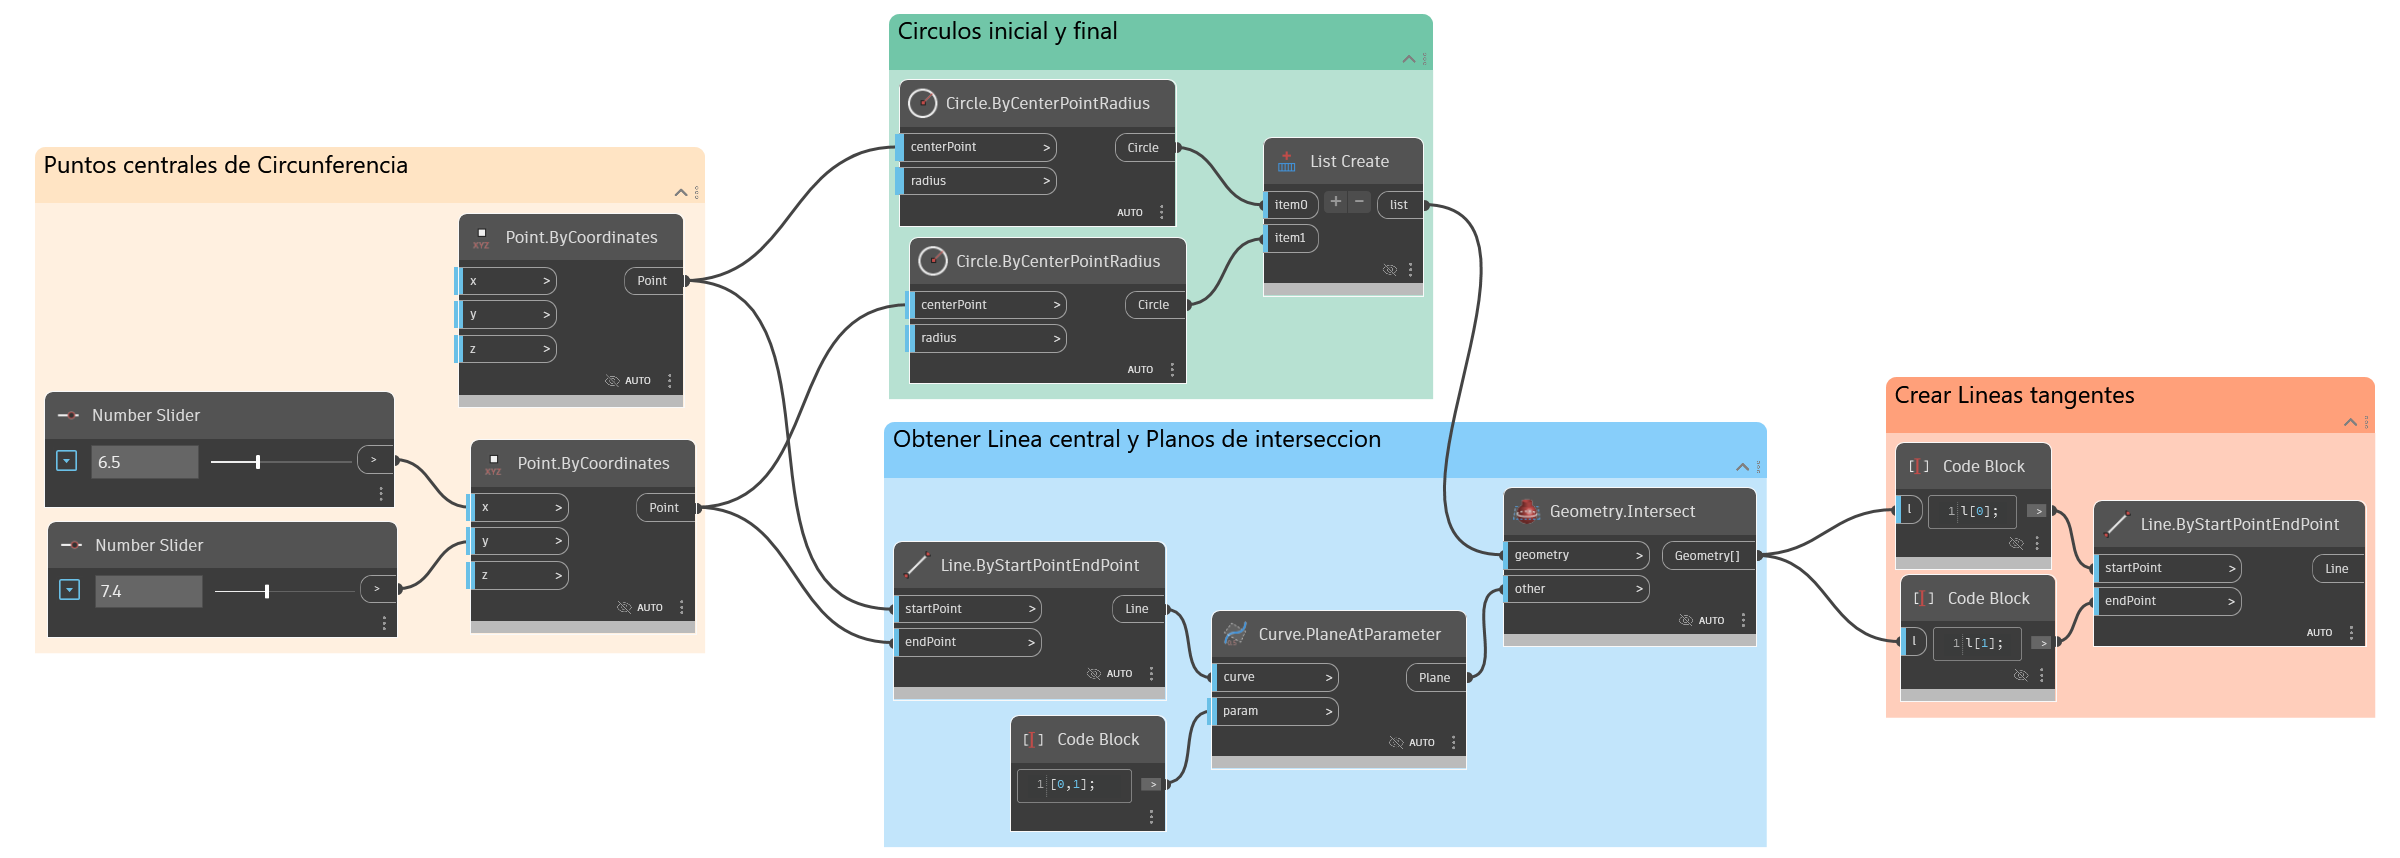 Puntos centrales de Circunferencia
Point.ByCoordinates
x >
Point
y >
z >
AUTO
Number Slider
6.5
>
Number Slider
7.4
>
Point.ByCoordinates
x >
Point
y >
z >
AUTO
Circulos inicial y final
Circle.ByCenterPointRadius
centerPoint >
Circle
radius >
AUTO
Circle.ByCenterPointRadius
centerPoint >
Circle
radius >
AUTO
List Create
item0
+ -
list
item1
Obtener Linea central y Planos de interseccion
Line.ByStartPointEndPoint
startPoint >
Line
endPoint >
AUTO
Code Block
1 [0,1];
>
Curve.PlaneAtParameter
curve >
Plane
param >
AUTO
Geometry.Intersect
geometry >
Geometry[]
other >
AUTO
Crear Lineas tangentes
Code Block
l
1 l[0];
>
Code Block
l
1 l[1];
>
Line.ByStartPointEndPoint
startPoint >
Line
endPoint >
AUTO